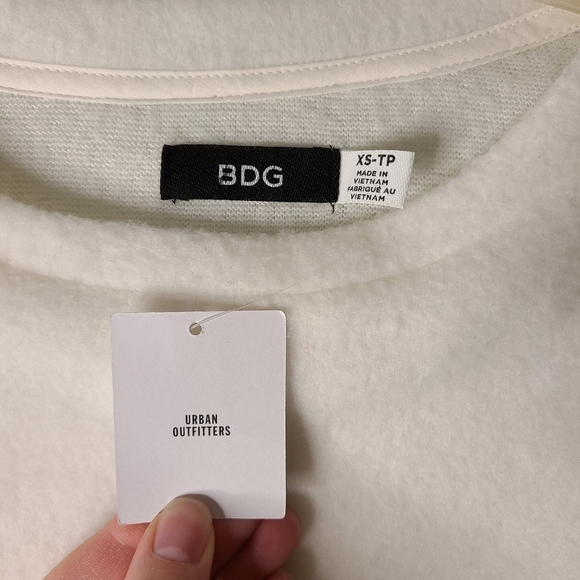 BDG
XS-TP
MADE IN
VIETNAM
FABRIQUÉ AU
VIETNAM
URBAN
OUTFITTERS